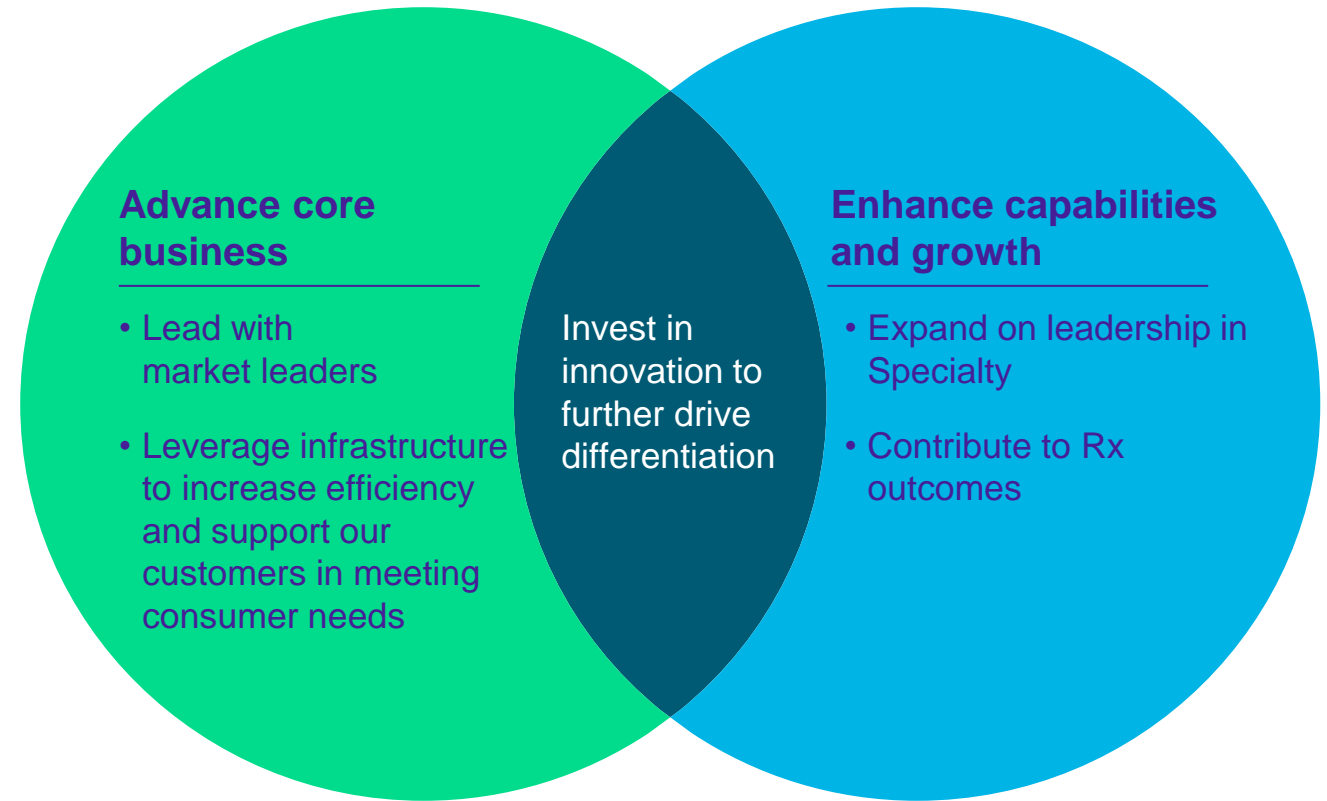 Advance core
business
• Lead with
market leaders
• Leverage infrastructure
to increase efficiency
and support our
customers in meeting
consumer needs
Invest in
innovation to
further drive
differentiation
Enhance capabilities
and growth
• Expand on leadership in
Specialty
• Contribute to Rx
outcomes